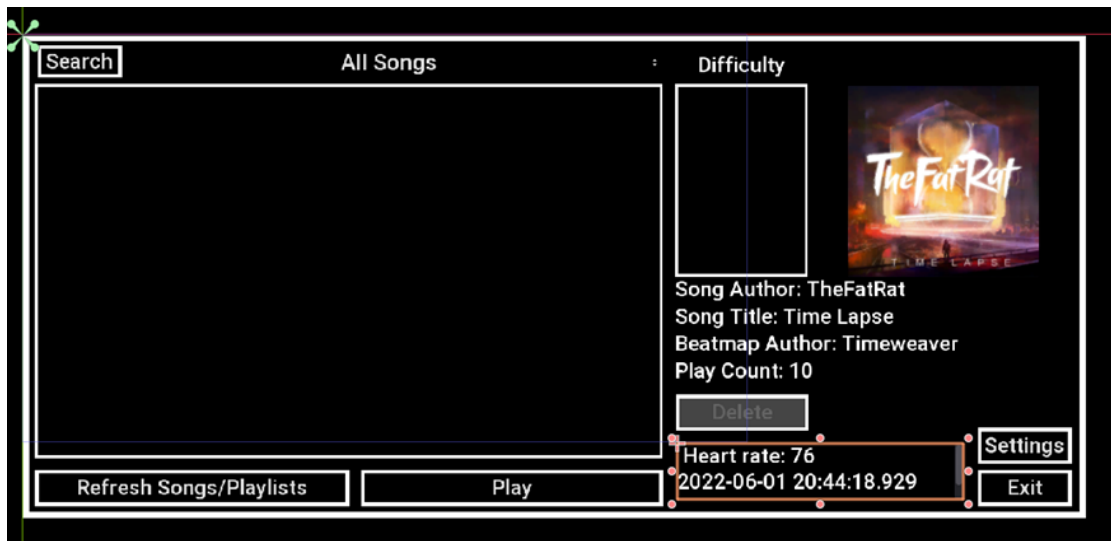 Search
All Songs
Difficulty
TheFatRat
TIME LAPSE
Song Author: TheFatRat
Song Title: Time Lapse
Beatmap Author: Timeweaver
Play Count: 10
Delete
Heart rate: 76
2022-06-01 20:44:18.929
Settings
Refresh Songs/Playlists
Play
Exit